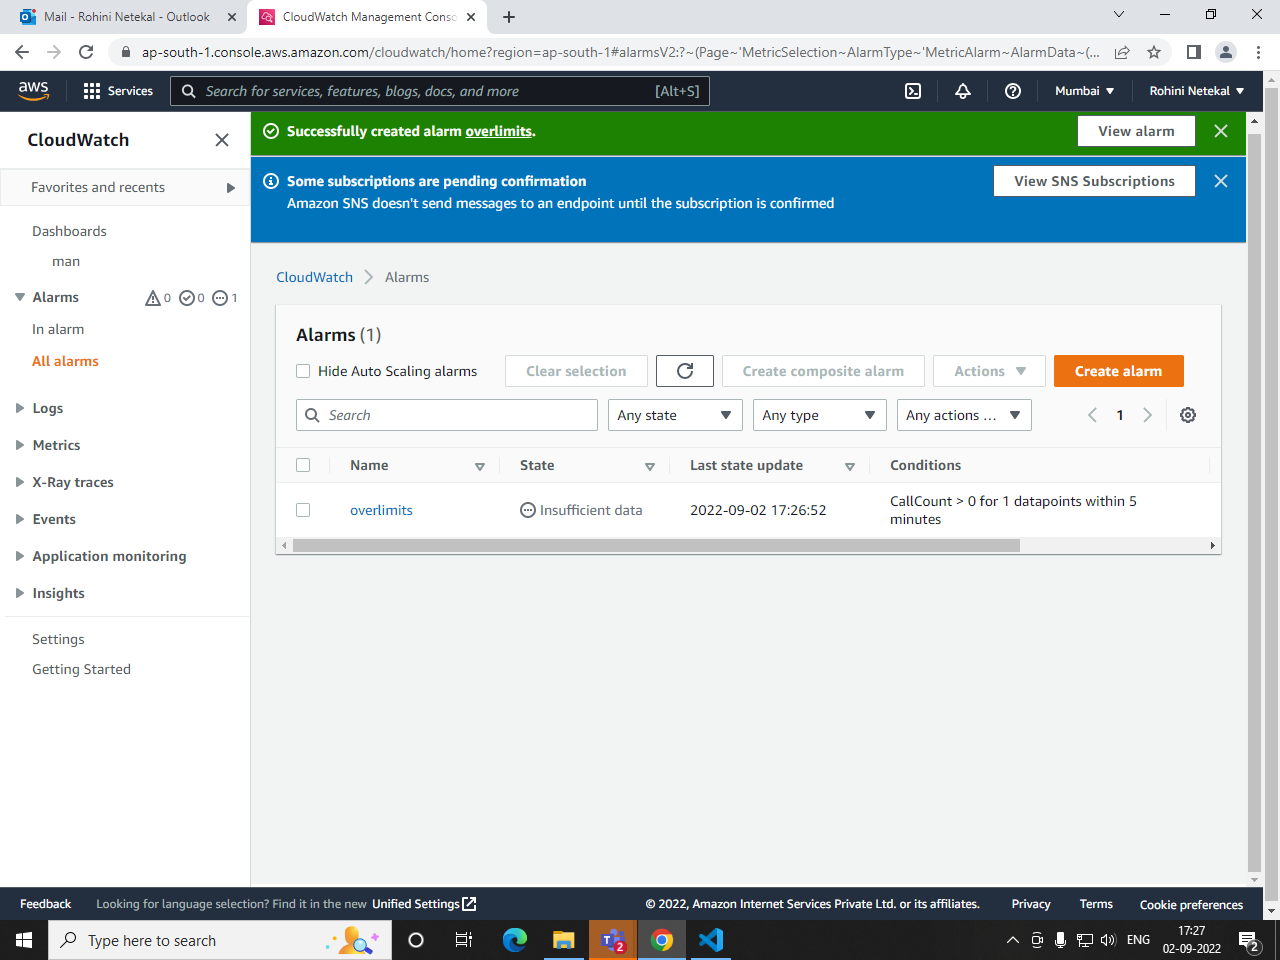 Mail - Rohini Netekal - Outlook
CloudWatch Management Conso
ap-south-1.console.aws.amazon.com/cloudwatch/home?region=ap-south-1#alarmsV2:?~(Page~'MetricSelection~AlarmType~'MetricAlarm~AlarmData~(...
aws
Services
Search for services, features, blogs, docs, and more
[Alt+S]
Mumbai
Rohini Netekal
CloudWatch
Favorites and recents
Dashboards
man
Alarms
0
0
1
In alarm
All alarms
Logs
Metrics
X-Ray traces
Events
Application monitoring
Insights
Settings
Getting Started
Successfully created alarm overlimits.
View alarm
Some subscriptions are pending confirmation
Amazon SNS doesn't send messages to an endpoint until the subscription is confirmed
View SNS Subscriptions
CloudWatch
Alarms
Alarms (1)
Hide Auto Scaling alarms
Clear selection
Create composite alarm
Actions
Create alarm
Search
Any state
Any type
Any actions ...
1
Name
State
Last state update
Conditions
overlimits
Insufficient data
2022-09-02 17:26:52
CallCount > 0 for 1 datapoints within 5
minutes
Feedback
Looking for language selection? Find it in the new Unified Settings
© 2022, Amazon Internet Services Private Ltd. or its affiliates.
Privacy
Terms
Cookie preferences
Type here to search
2
ENG
17:27
02-09-2022
2